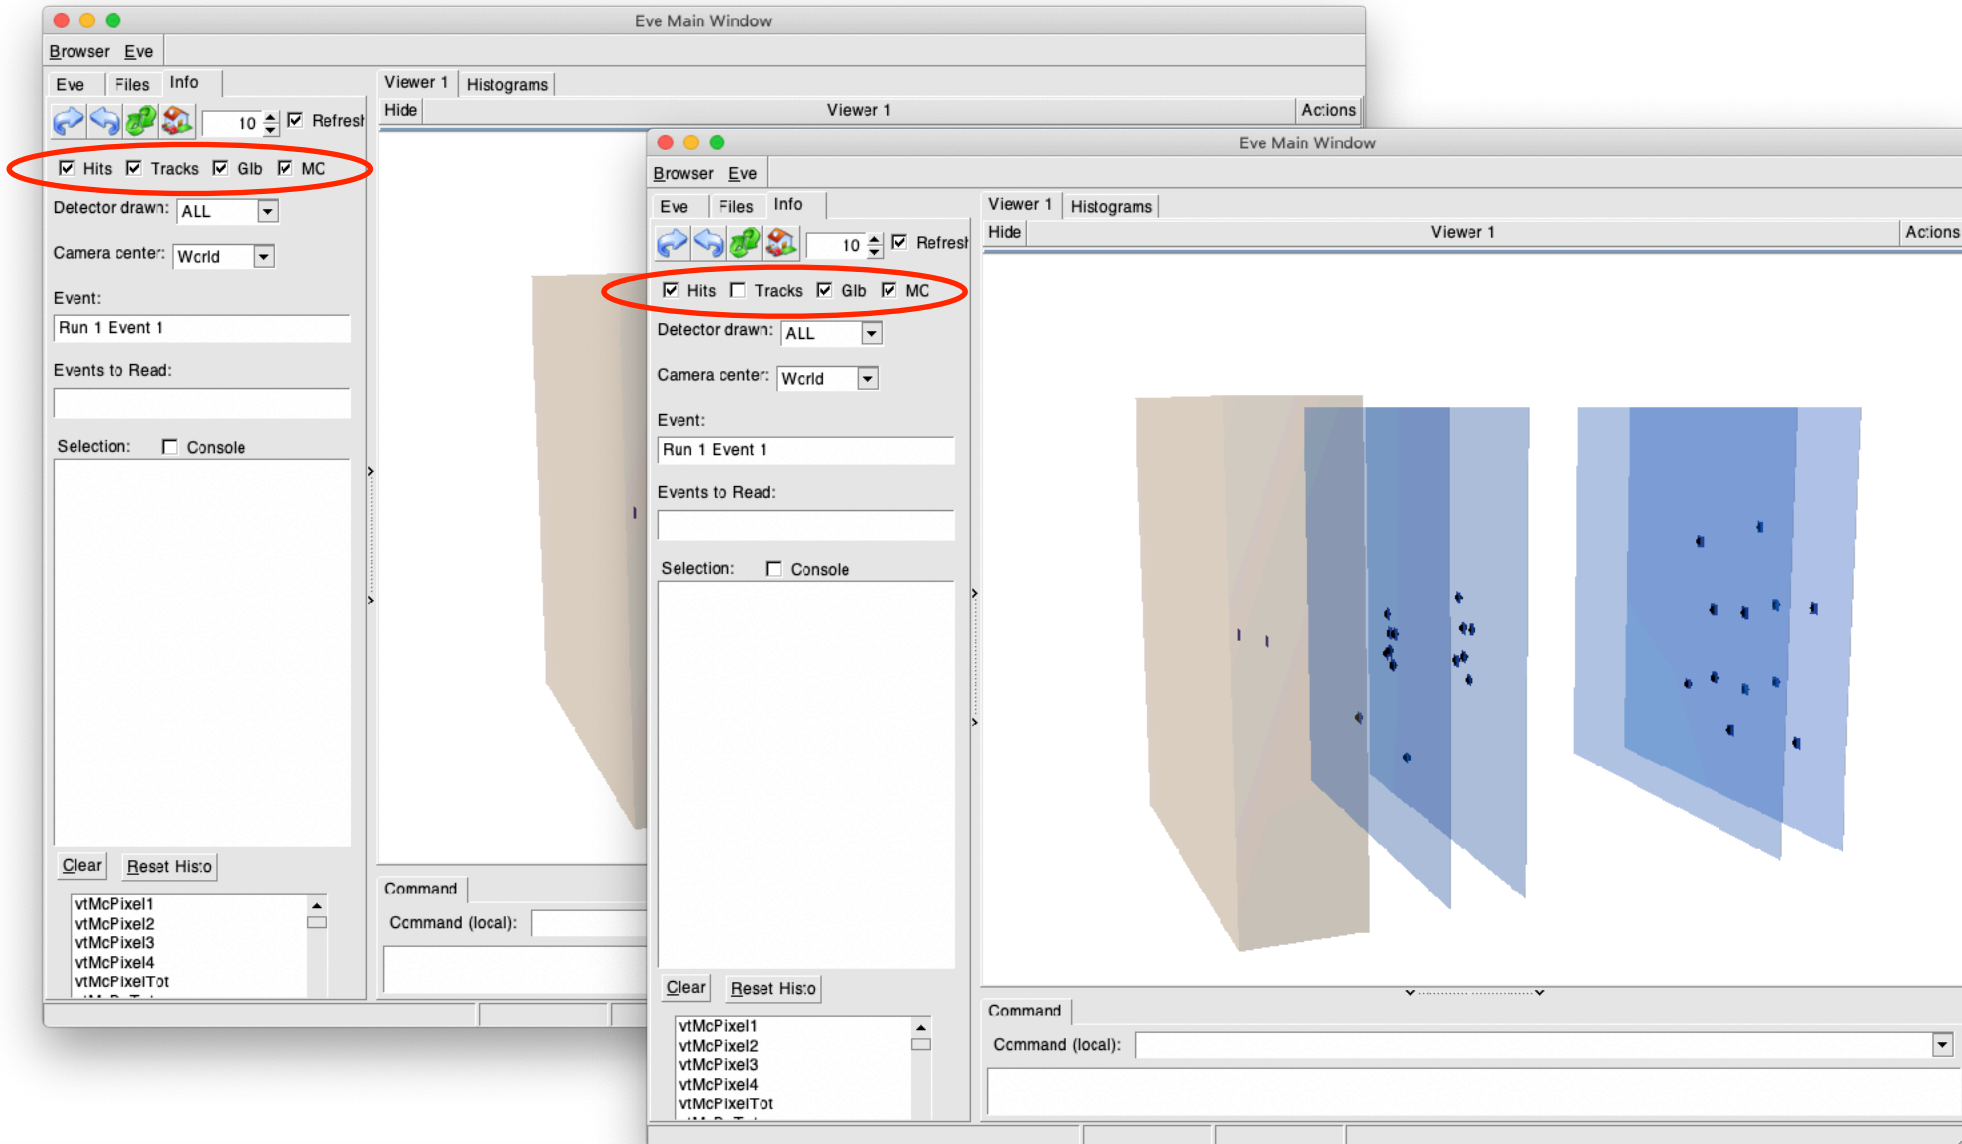 Eve Main Window
Browser Eve
Eve Files Info
10 Refresh
Hits Tracks Glb MC
Detector drawn: ALL
Camera center: World
Event:
Run 1 Event 1
Events to Read:
Selection: Console
Clear Reset Histo
vtMcPixel1
vtMcPixel2
vtMcPixel3
vtMcPixel4
vtMcPixelTot
Viewer 1 Histograms
Hide Viewer 1 Actions
Command
Command (local):
Eve Main Window
Browser Eve
Eve Files Info
10 Refresh
Hits Tracks Glb MC
Detector drawn: ALL
Camera center: World
Event:
Run 1 Event 1
Events to Read:
Selection: Console
Clear Reset Histo
vtMcPixel1
vtMcPixel2
vtMcPixel3
vtMcPixel4
vtMcPixelTot
Viewer 1 Histograms
Hide Viewer 1 Actions
Command
Command (local):